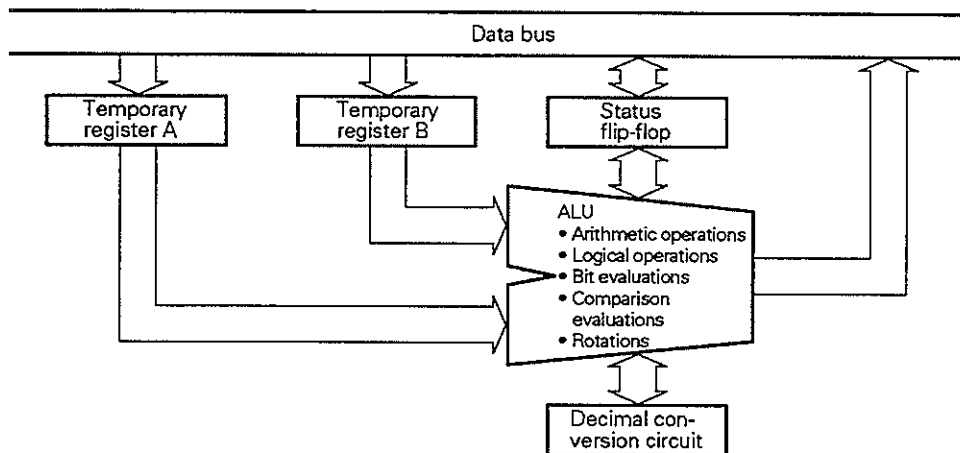 Data bus
Temporary
register A
Temporary
register B
Status
flip-flop
ALU
• Arithmetic operations
• Logical operations
• Bit evaluations
• Comparison
evaluations
• Rotations
Decimal con-
version circuit